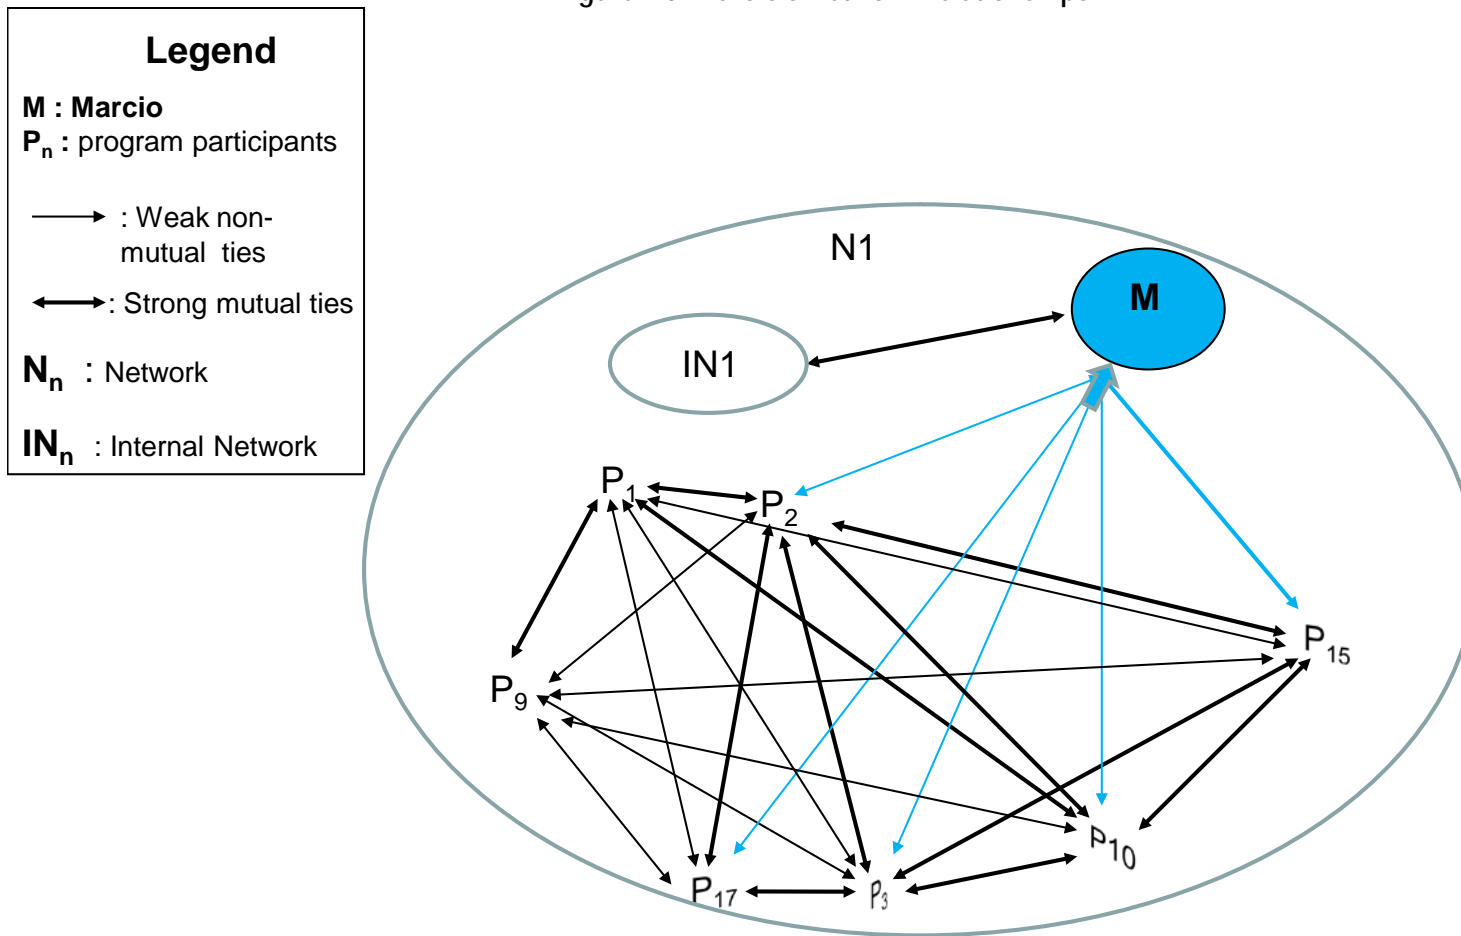 Legend
M : Marcio
Pn : program participants
: Weak non-
mutual ties
: Strong mutual ties
Nn : Network
INn : Internal Network
N1
M
IN1
P1
P2
P15
P9
P10
P17
P3